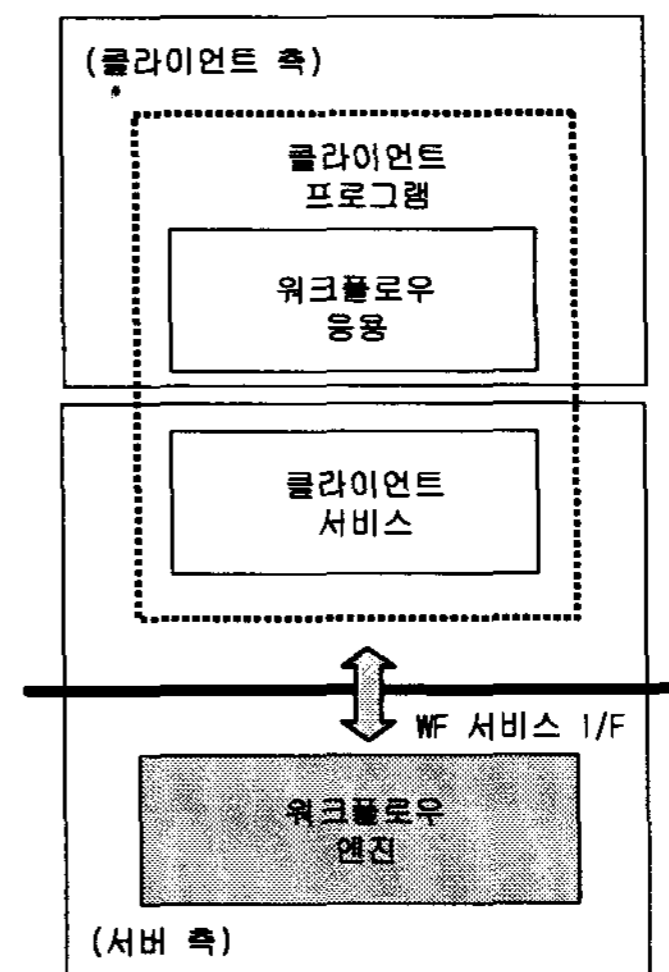 (클라이언트 측)
클라이언트
프로그램
워크플로우
응용
클라이언트
서비스
WF 서비스 I/F
워크플로우
엔진
(서버 측)